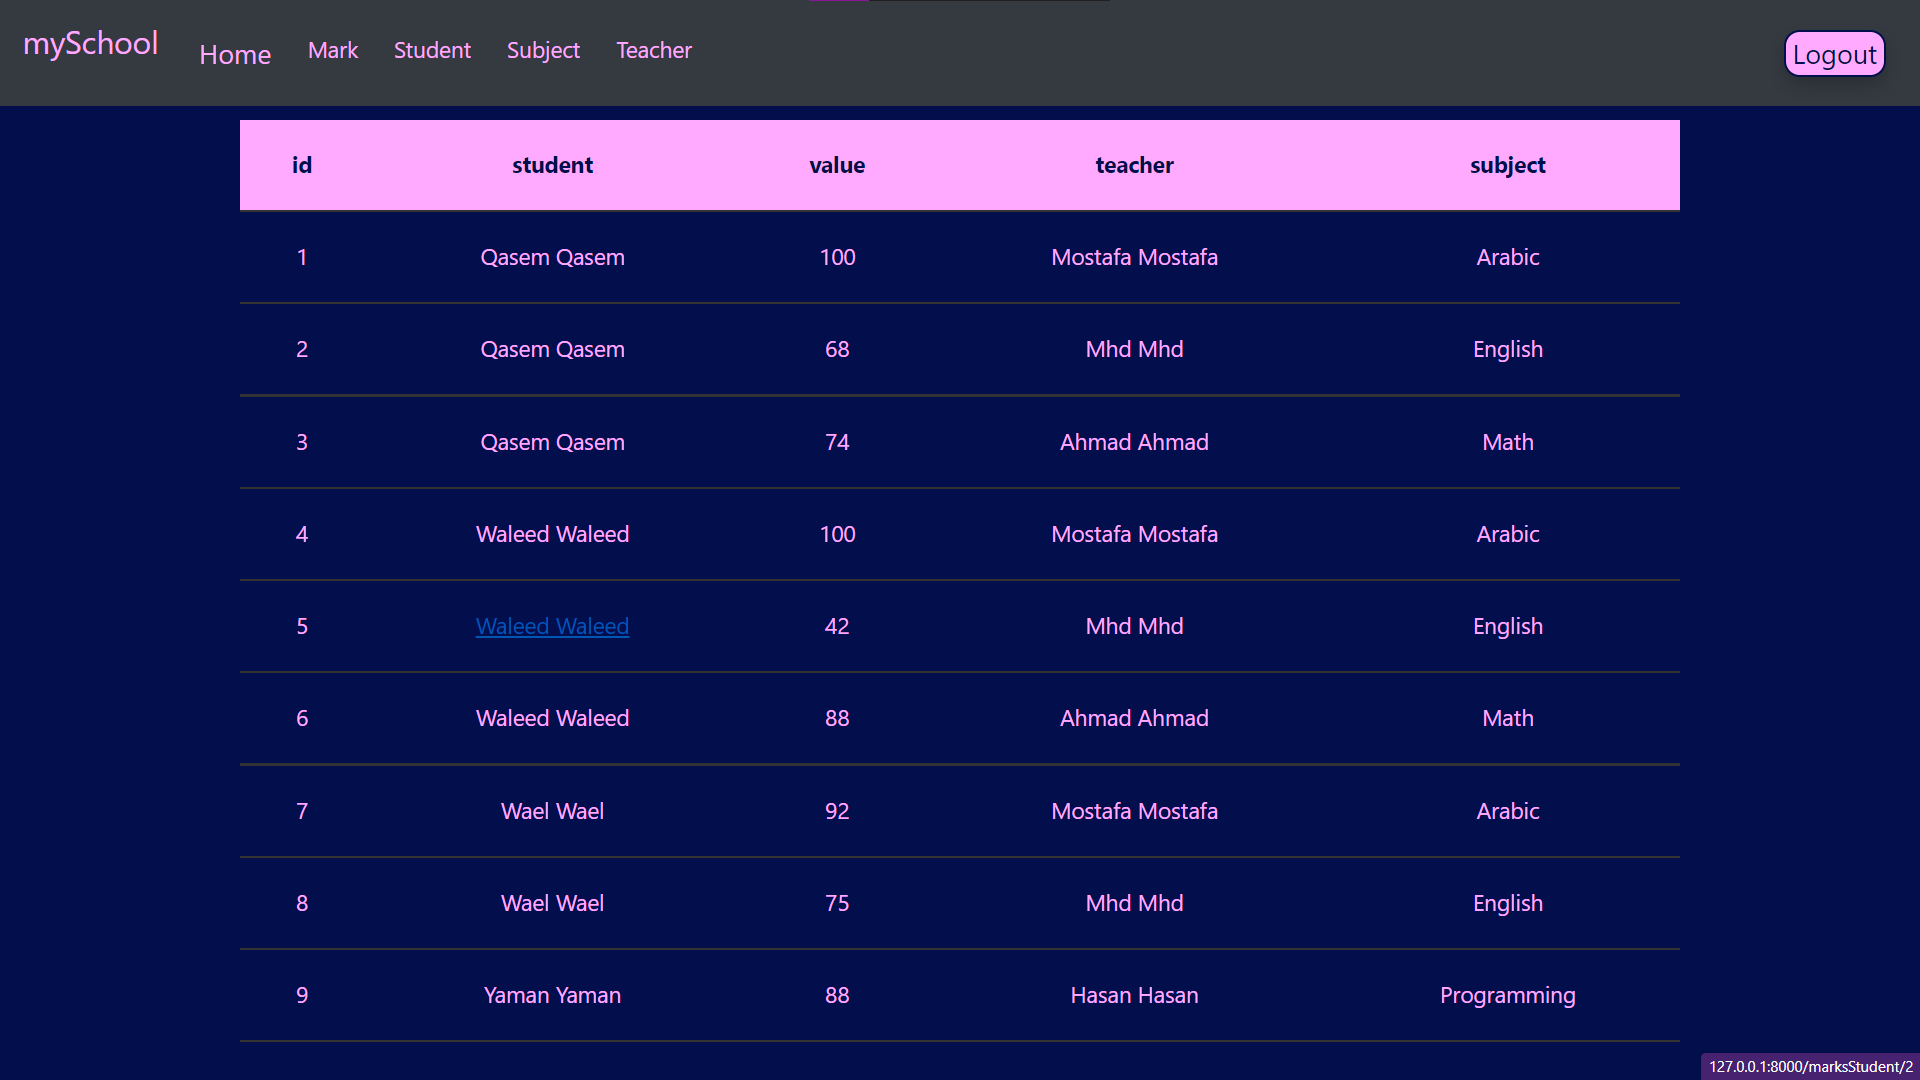 mySchool Home Mark Student Subject Teacher Logout
id student value teacher subject
1 Qasem Qasem 100 Mostafa Mostafa Arabic
2 Qasem Qasem 68 Mhd Mhd English
3 Qasem Qasem 74 Ahmad Ahmad Math
4 Waleed Waleed 100 Mostafa Mostafa Arabic
5 Waleed Waleed 42 Mhd Mhd English
6 Waleed Waleed 88 Ahmad Ahmad Math
7 Wael Wael 92 Mostafa Mostafa Arabic
8 Wael Wael 75 Mhd Mhd English
9 Yaman Yaman 88 Hasan Hasan Programming
127.0.0.1:8000/marksStudent/2